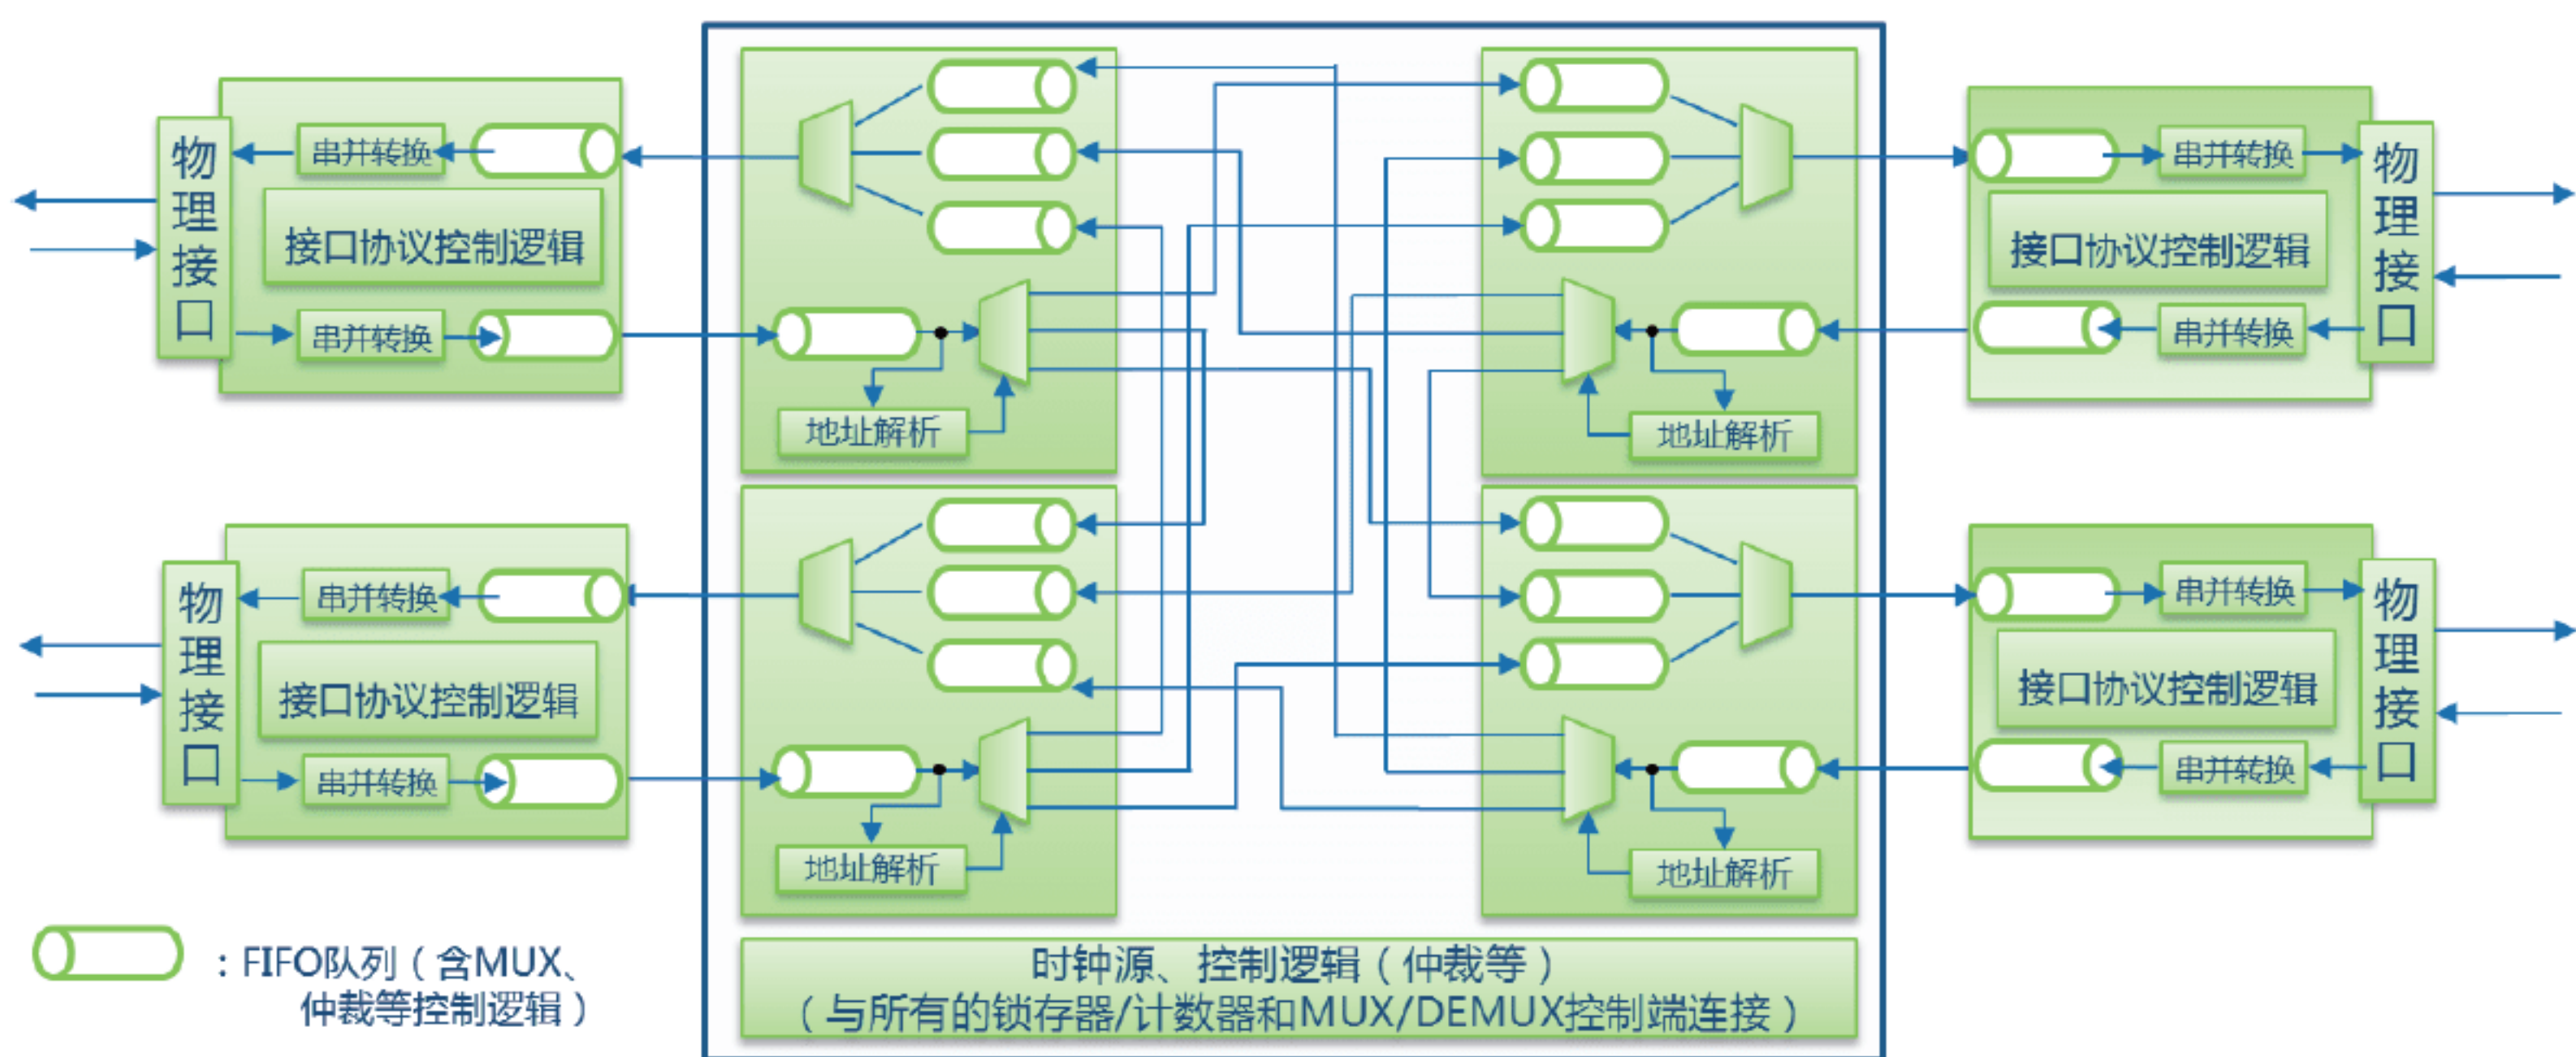 物理接口
串并转换
接口协议控制逻辑
串并转换
地址解析
地址解析
串并转换
接口协议控制逻辑
串并转换
物理接口
物理接口
串并转换
接口协议控制逻辑
串并转换
地址解析
地址解析
串并转换
接口协议控制逻辑
串并转换
物理接口
：FIFO队列（含MUX、
仲裁等控制逻辑）
时钟源、控制逻辑（仲裁等）
（与所有的锁存器/计数器和MUX/DEMUX控制端连接）